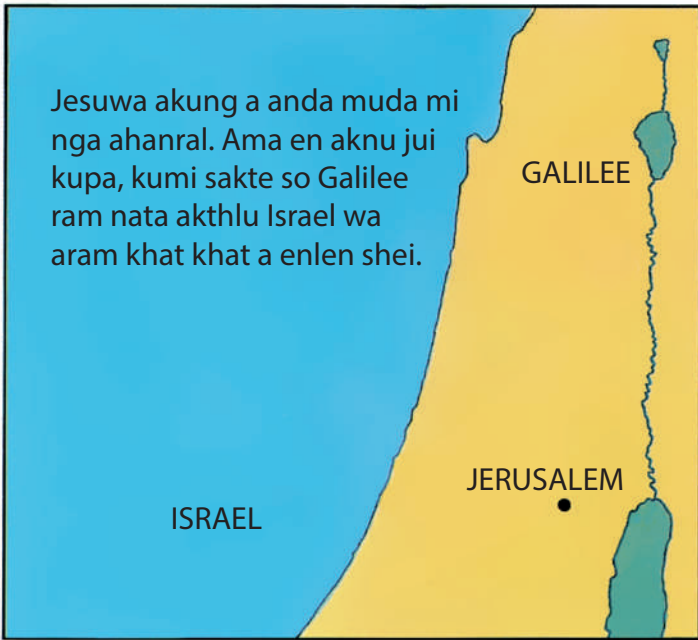 Jesuwa akung a anda muda mi
nga ahanral. Ama en aknu jui
kupa, kumi sakte so Galilee
ram nata akthlu Israel wa
aram khat khat a enlen shei.
GALILEE
JERUSALEM
ISRAEL